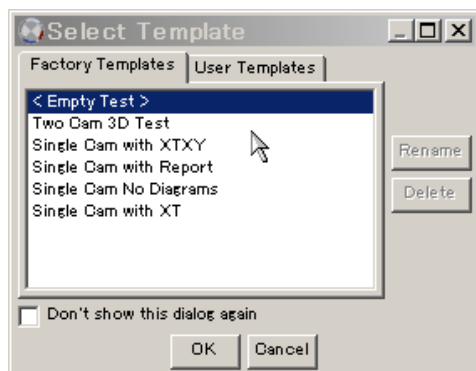 Select Template
Factory Templates User Templates
< Empty Test >
Two Cam 3D Test
Single Cam with XTXY
Single Cam with Report
Single Cam No Diagrams
Single Cam with XT
Rename
Delete
Don't show this dialog again
OK Cancel